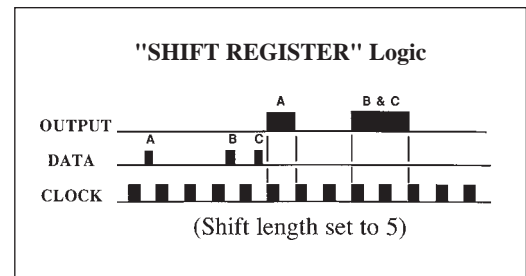 "SHIFT REGISTER" Logic
A B & C
OUTPUT
A B C
DATA
CLOCK
(Shift length set to 5)